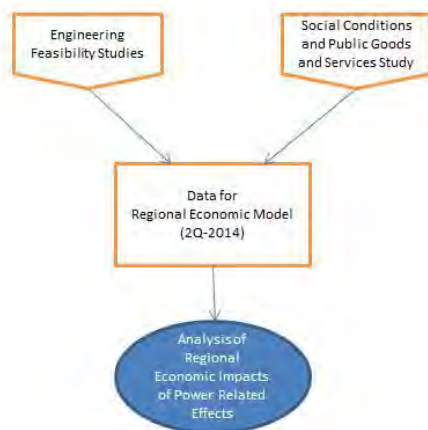 Engineering
Feasibility Studies
Social Conditions
and Public Goods
and Services Study
Data for
Regional Economic Model
(2Q-2014)
Analysis of
Regional
Economic Impacts
of Power Related
Effects